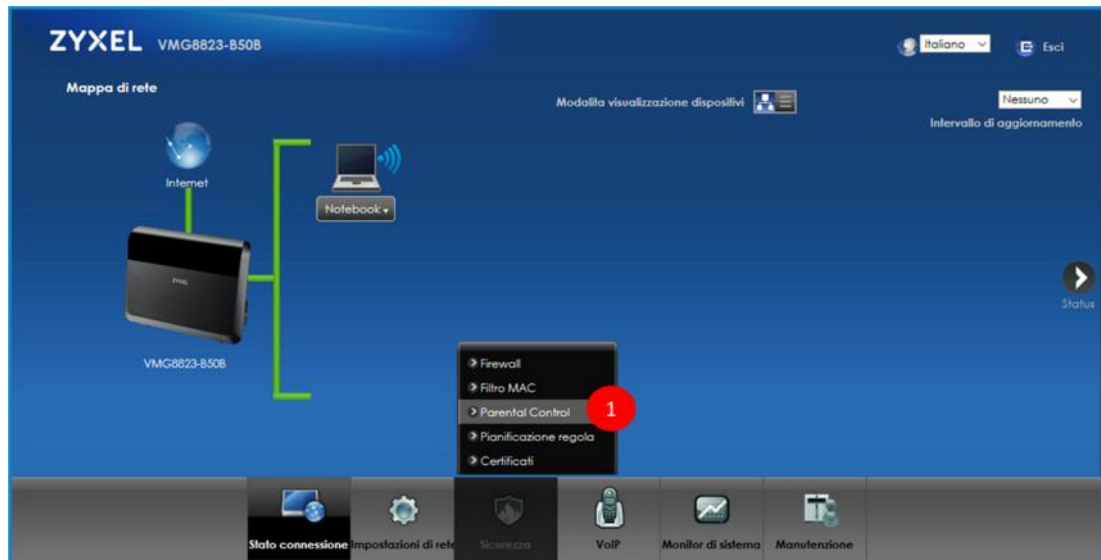 ZYXEL VMG8823-B50B
Italiano
Esci
Mappa di rete
Modalita visualizzazione dispositivi
Nessuno
Intervallo di aggiornamento
Internet
Notebook
ZYXEL
Status
VMG8823-B50B
Firewall
Filtro MAC
Parental Control
1
Pianificazione regola
Certificati
Stato connessione
Impostazioni di rete
Sicurezza
VoIP
Monitor di sistema
Manutenzione